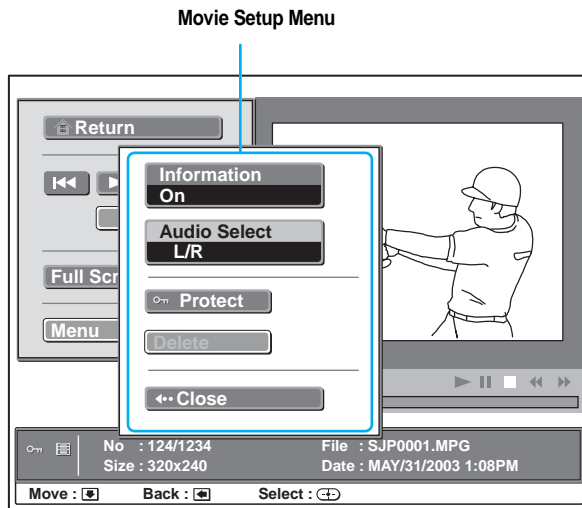 Movie Setup Menu
Return
Information
On
Audio Select
L/R
Full Scr
Protect
Menu
Delete
Close
No : 124/1234
File : SJP0001.MPG
Size : 320x240
Date : MAY/31/2003 1:08PM
Move :
Back :
Select :